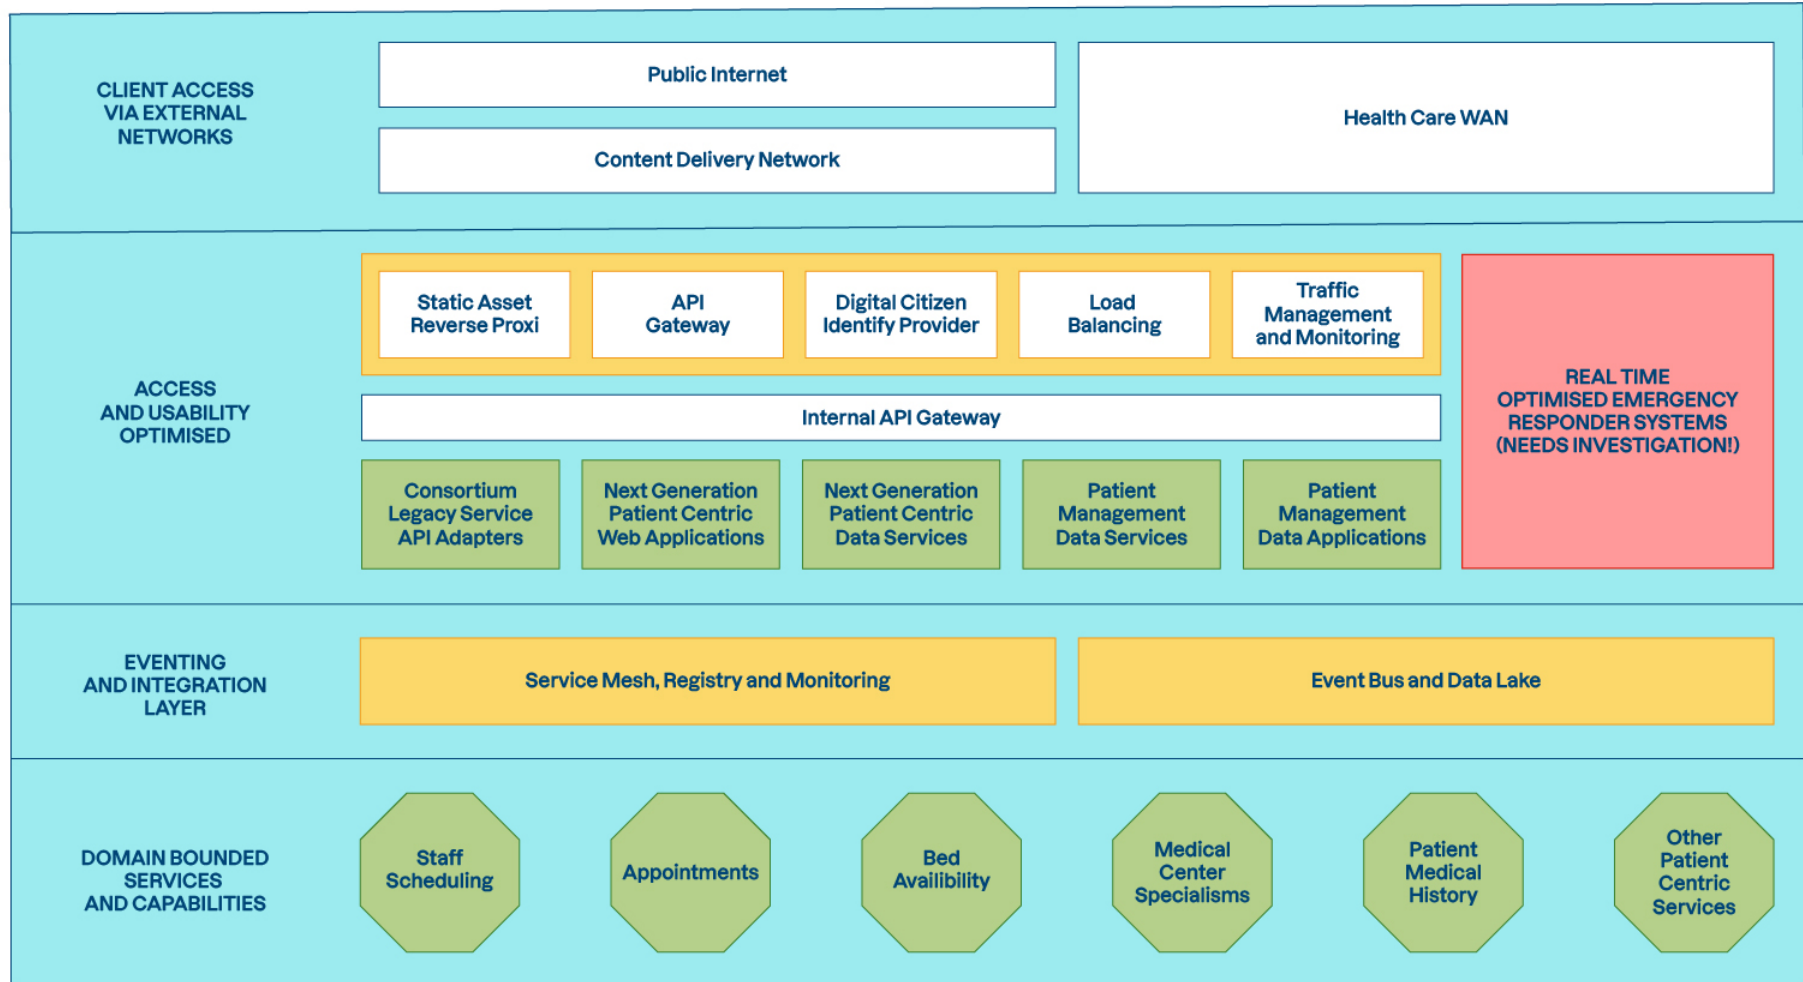 CLIENT ACCESS
VIA EXTERNAL
NETWORKS
Public Internet
Content Delivery Network
Health Care WAN
ACCESS
AND USABILITY
OPTIMISED
Static Asset
Reverse Proxi
API
Gateway
Digital Citizen
Identify Provider
Load
Balancing
Traffic
Management
and Monitoring
Internal API Gateway
Consortium
Legacy Service
API Adapters
Next Generation
Patient Centric
Web Applications
Next Generation
Patient Centric
Data Services
Patient
Management
Data Services
Patient
Management
Data Applications
REAL TIME
OPTIMISED EMERGENCY
RESPONDER SYSTEMS
(NEEDS INVESTIGATION!)
EVENTING
AND INTEGRATION
LAYER
Service Mesh, Registry and Monitoring
Event Bus and Data Lake
DOMAIN BOUNDED
SERVICES
AND CAPABILITIES
Staff
Scheduling
Appointments
Bed
Availibility
Medical
Center
Specialisms
Patient
Medical
History
Other
Patient
Centric
Services